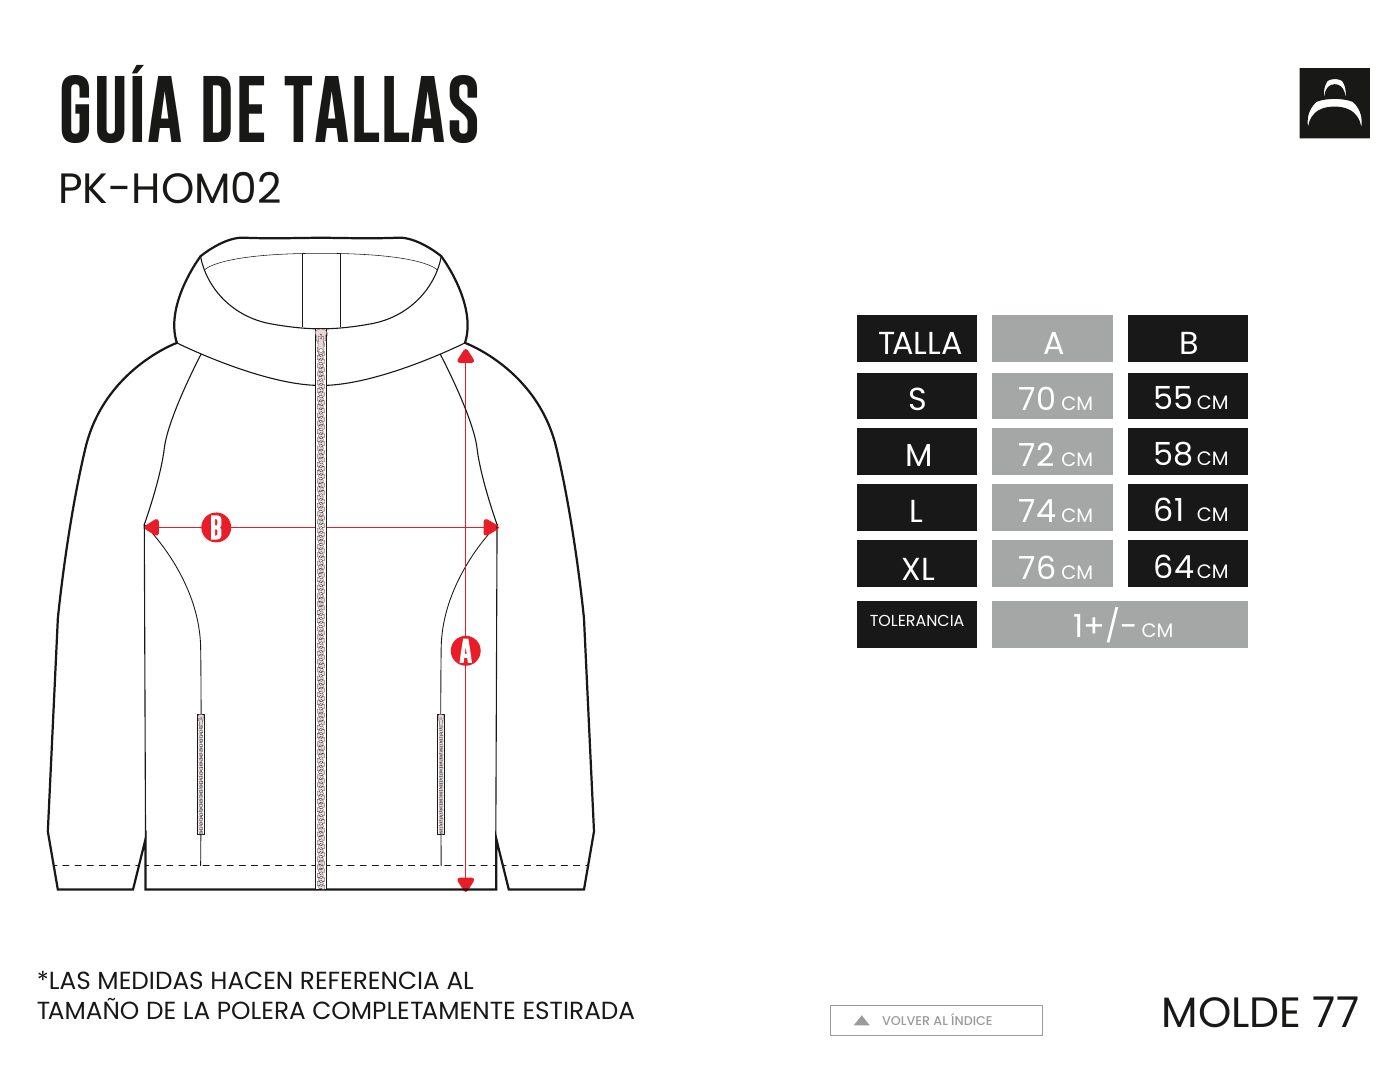 GUÍA DE TALLAS
PK-HOM02
B
A
TALLA A B
S 70 CM 55 CM
M 72 CM 58 CM
L 74 CM 61 CM
XL 76 CM 64 CM
TOLERANCIA 1+/- CM
*LAS MEDIDAS HACEN REFERENCIA AL
TAMAÑO DE LA POLERA COMPLETAMENTE ESTIRADA
VOLVER AL ÍNDICE
MOLDE 77